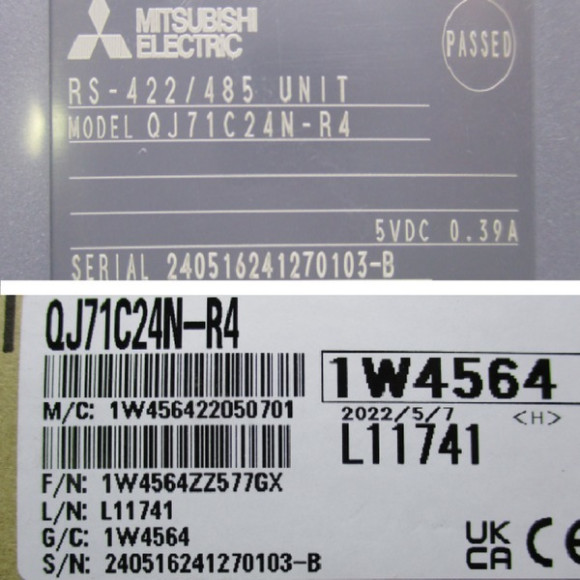 MITSUBISHI
ELECTRIC
PASSED
RS-422/485 UNIT
MODEL QJ71C24N-R4
5VDC 0.39A
SERIAL 240516241270103-B
QJ71C24N-R4
1W4564
M/C: 1W456422050701
2022/5/7 <H>
L11741
F/N: 1W4564ZZ577GX
L/N: L11741
G/C: 1W4564
S/N: 240516241270103-B
UK
CA
CE